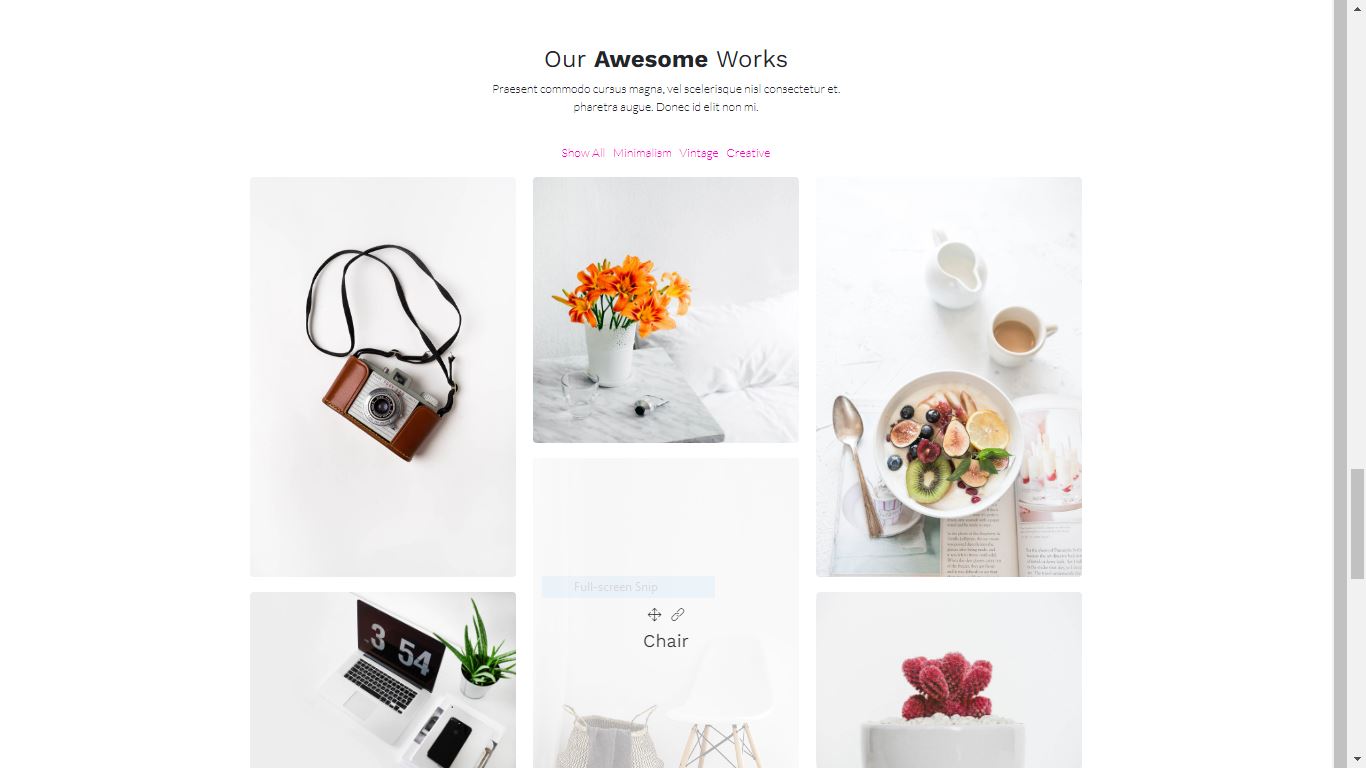 Our Awesome Works
Praesent commodo cursus magna, vel scelerisque nisl consectetur et.
pharetra augue. Donec id elit non mi.
Show All Minimalism Vintage Creative
3 54
Full-screen Snip
Chair